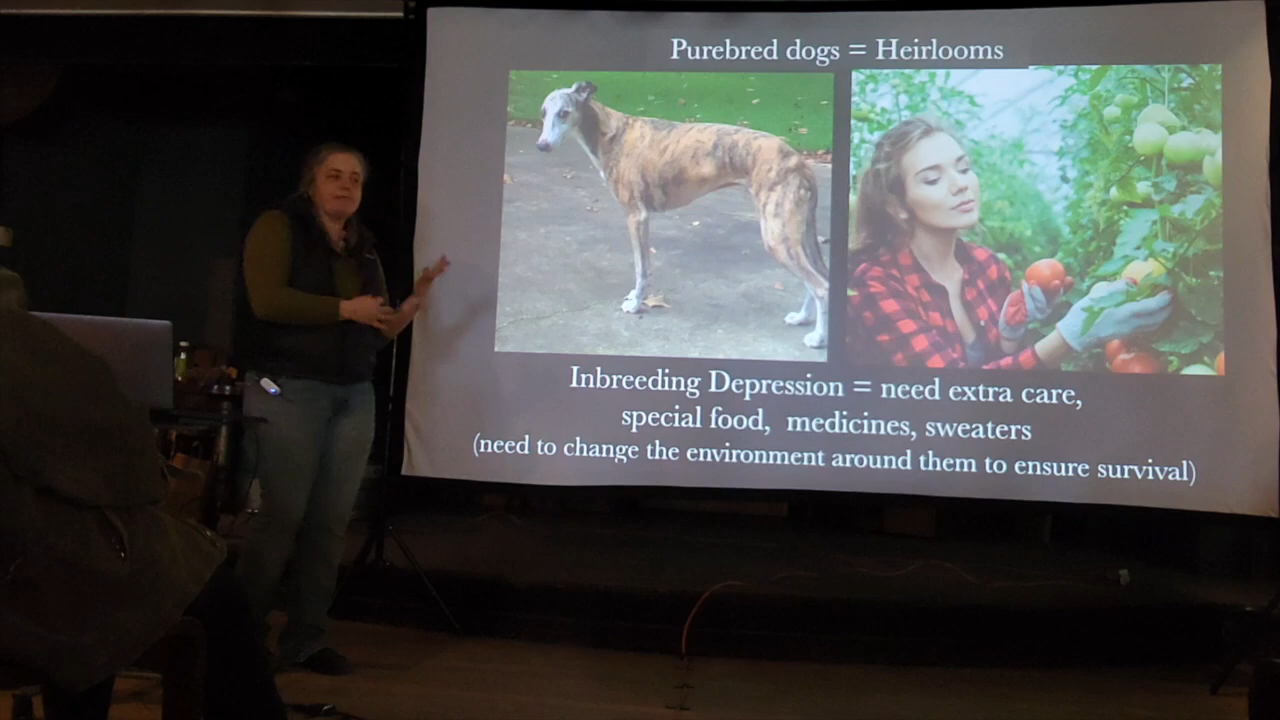 Purebred dogs = Heirlooms
Inbreeding Depression = need extra care,
special food, medicines, sweaters
(need to change the environment around them to ensure survival)